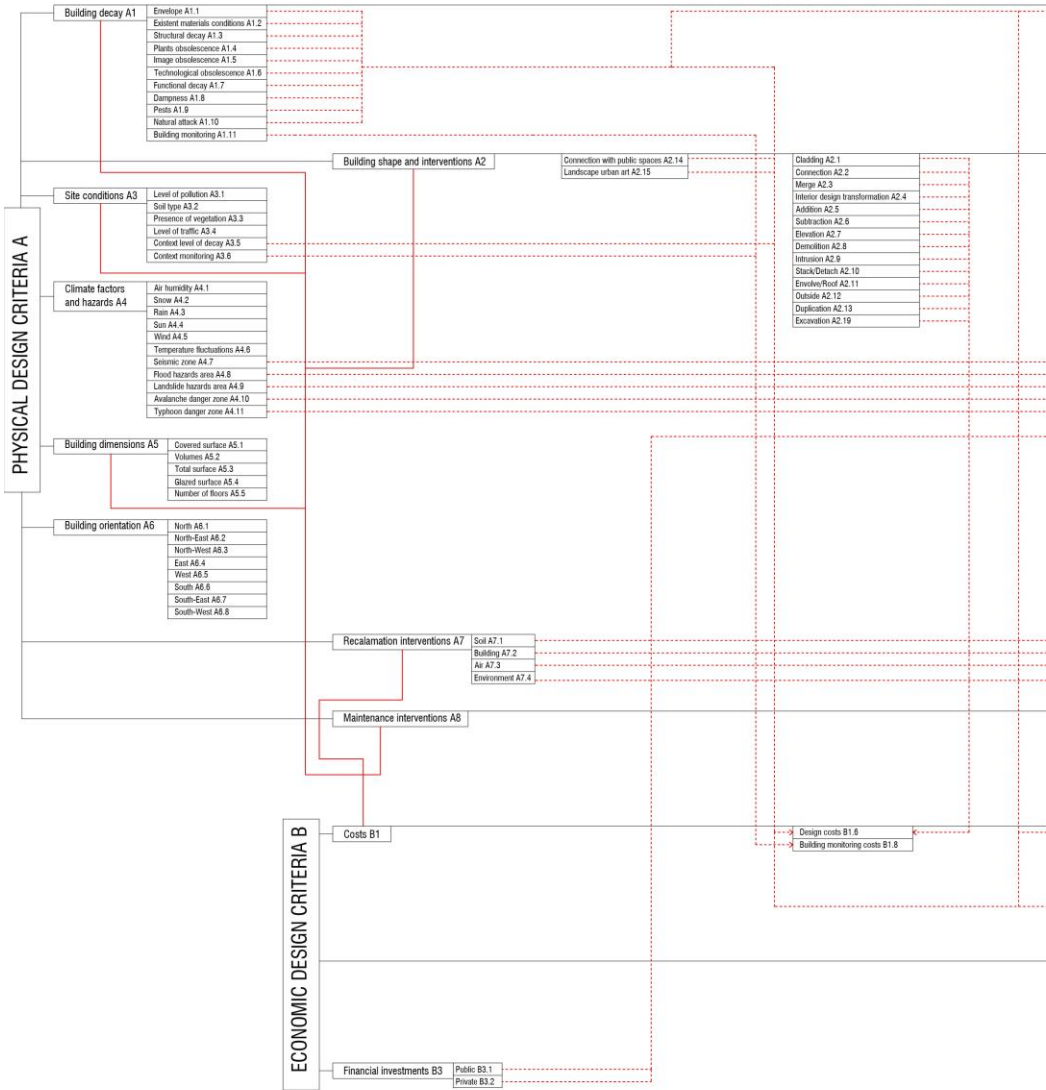 PHYSICAL DESIGN CRITERIA A
Building decay A1
Envelope A1.1
Existent materials conditions A1.2
Structural decay A1.3
Plants obsolescence A1.4
Image obsolescence A1.5
Technological obsolescence A1.6
Functional decay A1.7
Dampness A1.8
Pests A1.9
Natural attack A1.10
Building monitoring A1.11
Building shape and interventions A2
Connection with public spaces A2.14
Landscape urban art A2.15
Cladding A2.1
Connection A2.2
Merge A2.3
Interior design transformation A2.4
Addition A2.5
Subtraction A2.6
Elevation A2.7
Demolition A2.8
Intrusion A2.9
Stack/Detach A2.10
Envolve/Roof A2.11
Outside A2.12
Duplication A2.13
Excavation A2.19
Site conditions A3
Level of pollution A3.1
Soil type A3.2
Presence of vegetation A3.3
Level of traffic A3.4
Context level of decay A3.5
Context monitoring A3.6
Climate factors
and hazards A4
Air humidity A4.1
Snow A4.2
Rain A4.3
Sun A4.4
Wind A4.5
Temperature fluctuations A4.6
Seismic zone A4.7
Flood hazards area A4.8
Landslide hazards area A4.9
Avalanche danger zone A4.10
Typhoon danger zone A4.11
Building dimensions A5
Covered surface A5.1
Volumes A5.2
Total surface A5.3
Glazed surface A5.4
Number of floors A5.5
Building orientation A6
North A6.1
North-East A6.2
North-West A6.3
East A6.4
West A6.5
South A6.6
South-East A6.7
South-West A6.8
Recalamation interventions A7
Soil A7.1
Building A7.2
Air A7.3
Environment A7.4
Maintenance interventions A8
ECONOMIC DESIGN CRITERIA B
Costs B1
Design costs B1.6
Building monitoring costs B1.8
Financial investments B3
Public B3.1
Private B3.2